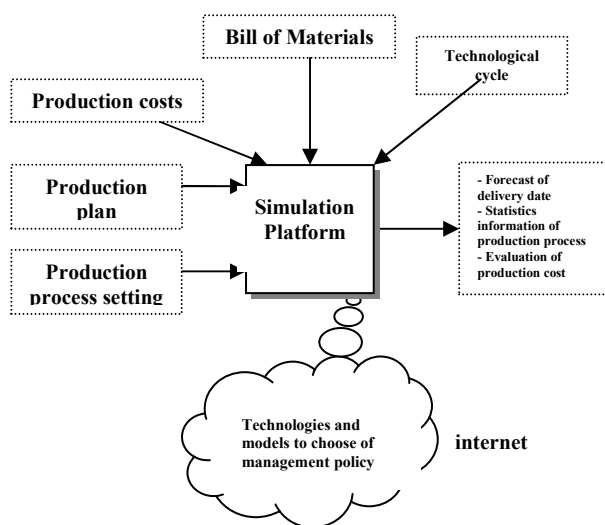 Bill of Materials
Technological
cycle
Production costs
Production
plan
Simulation
Platform
- Forecast of
delivery date
- Statistics
information of
production process
- Evaluation of
production cost
Production
process setting
Technologies and
models to choose of
management policy
internet